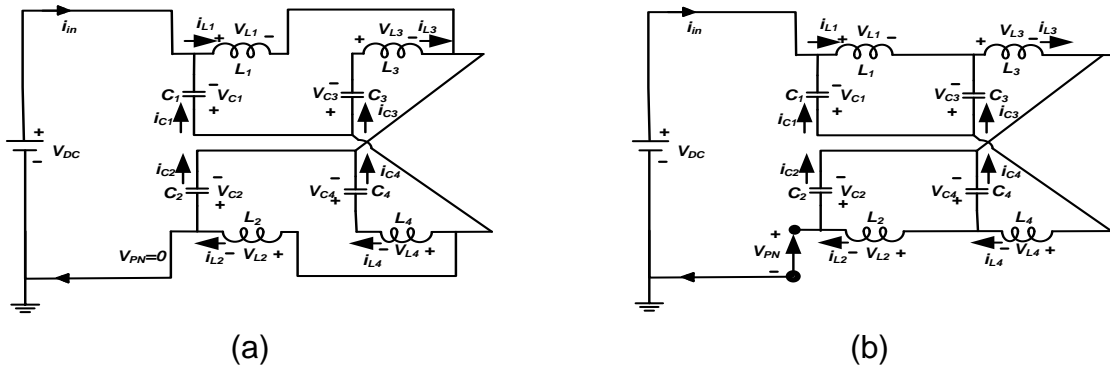 i_in
i_L1
+ V_L1 −
L_1
V_L3
i_L3
+ −
L_3
C_1
−
V_C1
+
i_C1
−
V_C3
+
C_3
i_C3
+
V_DC
−
i_C2
C_2
−
V_C2
+
−
V_C4
+
i_C4
C_4
L_2
L_4
V_PN=0
i_L2
− V_L2 +
− V_L4 +
i_L4
(a)
i_in
i_L1
+ V_L1 −
L_1
V_L3
i_L3
+ −
L_3
C_1
−
V_C1
+
i_C1
−
V_C3
+
C_3
i_C3
+
V_DC
−
i_C2
C_2
−
V_C2
+
−
V_C4
+
i_C4
C_4
L_2
L_4
+
V_PN
−
i_L2
− V_L2 +
− V_L4 +
i_L4
(b)